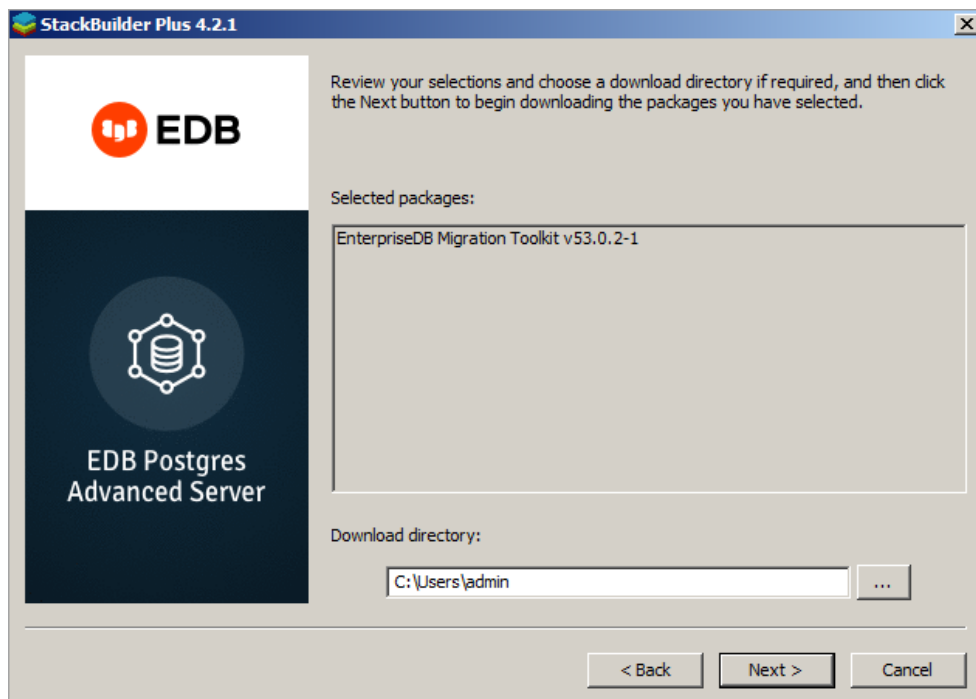 StackBuilder Plus 4.2.1
EDB
EDB Postgres
Advanced Server
Review your selections and choose a download directory if required, and then click
the Next button to begin downloading the packages you have selected.
Selected packages:
EnterpriseDB Migration Toolkit v53.0.2-1
Download directory:
C:\Users\admin
...
< Back
Next >
Cancel